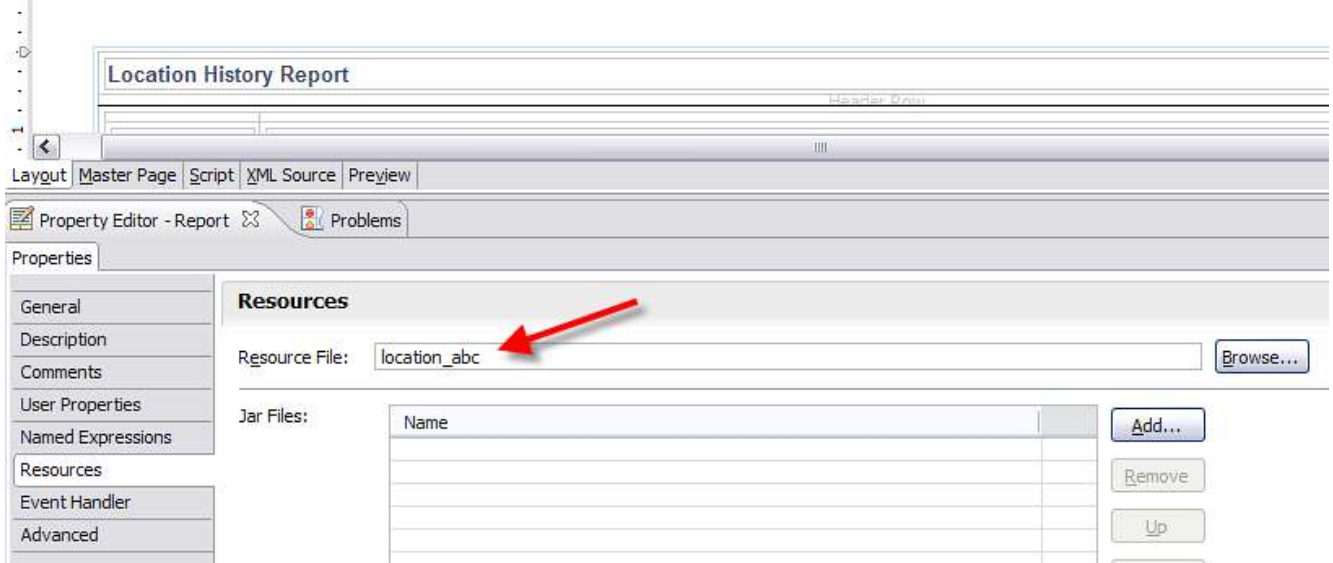 Location History Report
Header Row
1
Layout Master Page Script XML Source Preview
Property Editor - Report Problems
Properties
General
Description
Comments
User Properties
Named Expressions
Resources
Event Handler
Advanced
Resources
Resource File: location_abc Browse...
Jar Files:
Name
Add...
Remove
Up